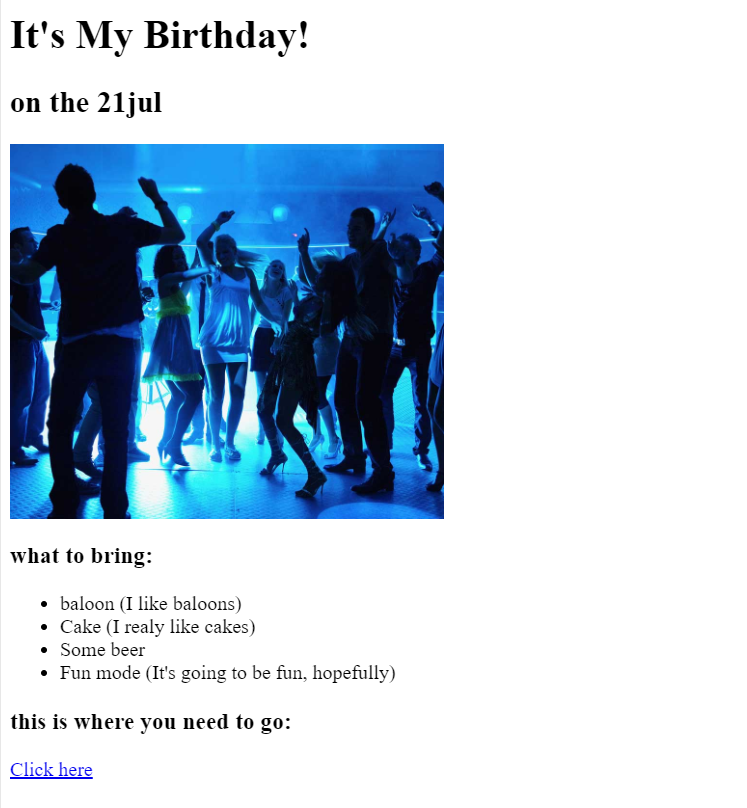 It's My Birthday!
on the 21jul
what to bring:
baloon (I like baloons)
Cake (I realy like cakes)
Some beer
Fun mode (It's going to be fun, hopefully)
this is where you need to go:
Click here